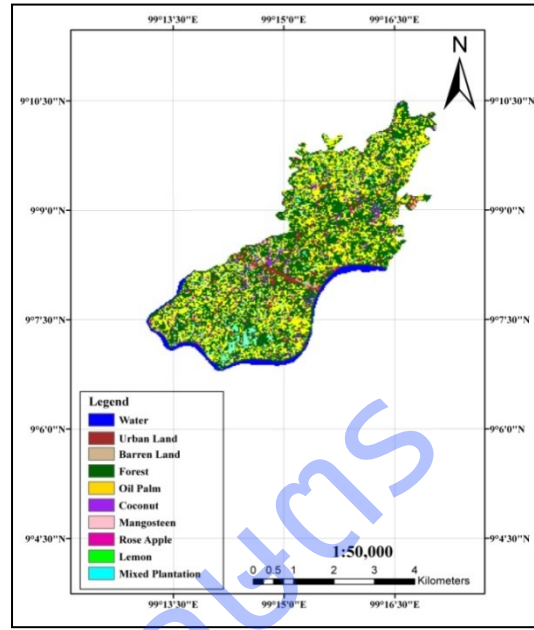 99°13'30"E 99°15'0"E 99°16'30"E
N
9°10'30"N 9°10'30"N
9°9'0"N 9°9'0"N
9°7'30"N 9°7'30"N
9°6'0"N 9°6'0"N
9°4'30"N 9°4'30"N
Legend
Water
Urban Land
Barren Land
Forest
Oil Palm
Coconut
Mangosteen
Rose Apple
Lemon
Mixed Plantation
1:50,000
0 0.5 1 2 3 4
Kilometers
99°13'30"E 99°15'0"E 99°16'30"E